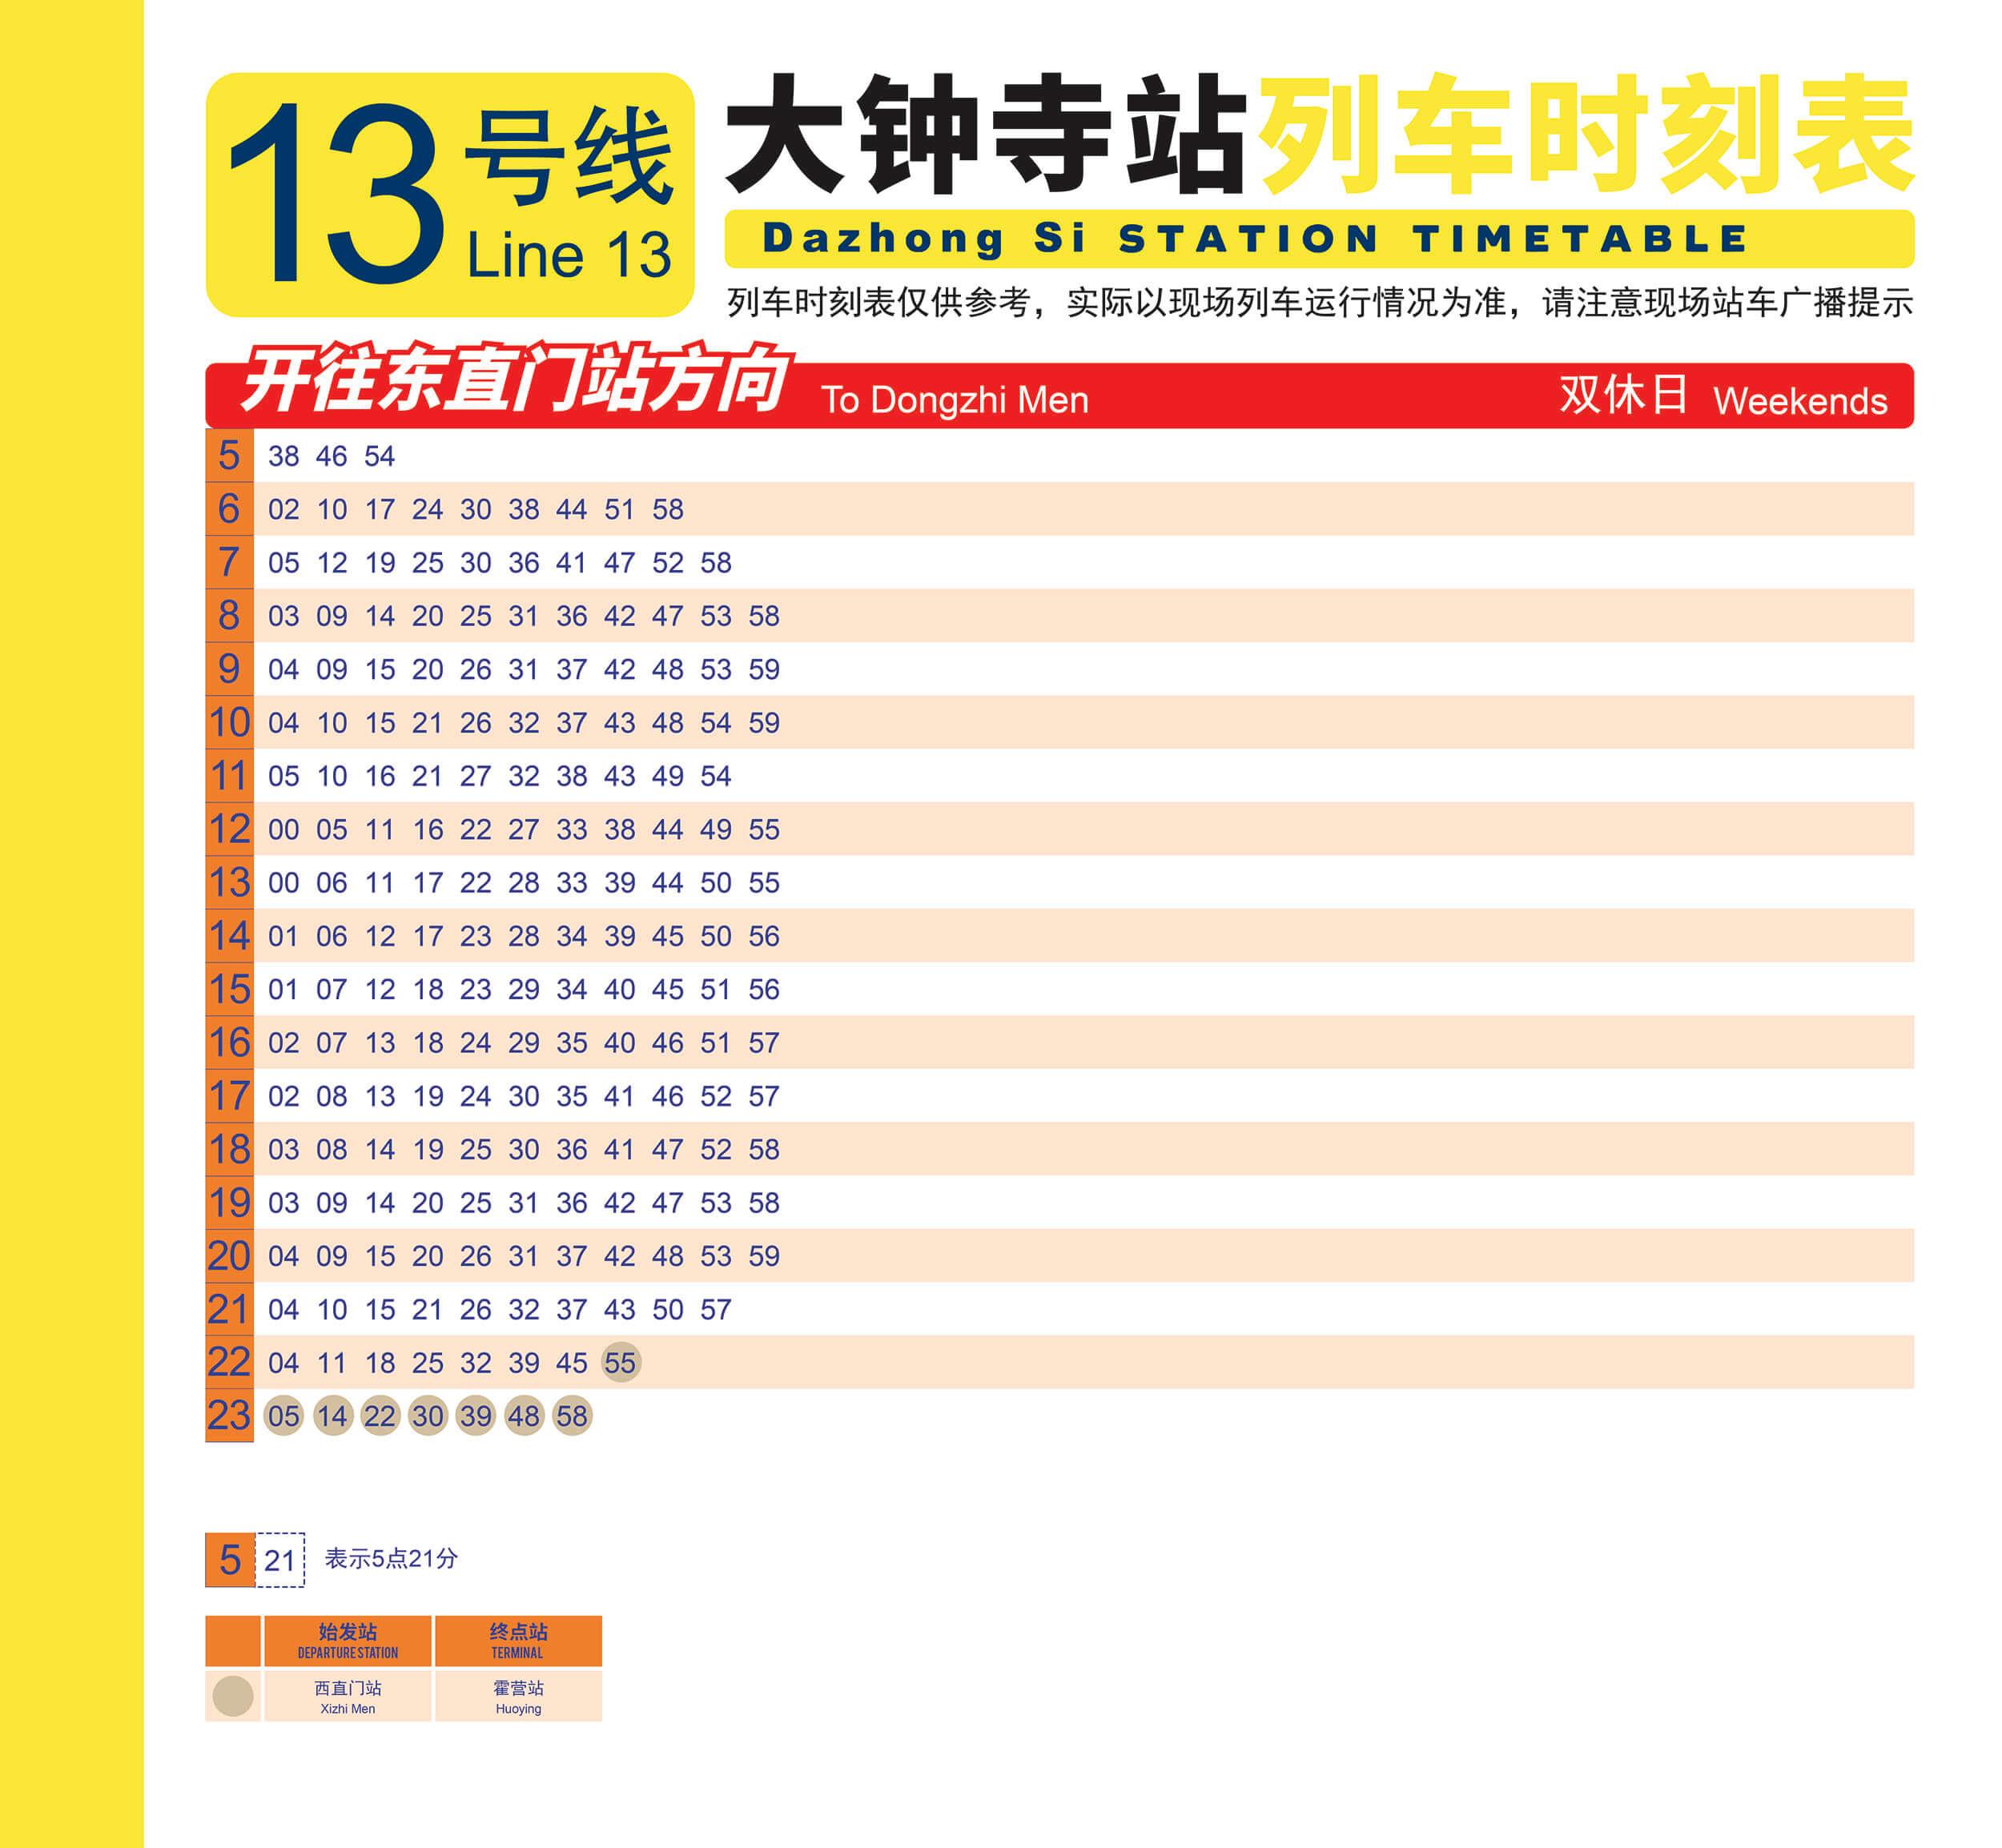 13号线
Line 13
大钟寺站列车时刻表
Dazhong Si STATION TIMETABLE
列车时刻表仅供参考，实际以现场列车运行情况为准，请注意现场站车广播提示
开往东直门站方向 To Dongzhi Men 双休日 Weekends
5 38 46 54
6 02 10 17 24 30 38 44 51 58
7 05 12 19 25 30 36 41 47 52 58
8 03 09 14 20 25 31 36 42 47 53 58
9 04 09 15 20 26 31 37 42 48 53 59
10 04 10 15 21 26 32 37 43 48 54 59
11 05 10 16 21 27 32 38 43 49 54
12 00 05 11 16 22 27 33 38 44 49 55
13 00 06 11 17 22 28 33 39 44 50 55
14 01 06 12 17 23 28 34 39 45 50 56
15 01 07 12 18 23 29 34 40 45 51 56
16 02 07 13 18 24 29 35 40 46 51 57
17 02 08 13 19 24 30 35 41 46 52 57
18 03 08 14 19 25 30 36 41 47 52 58
19 03 09 14 20 25 31 36 42 47 53 58
20 04 09 15 20 26 31 37 42 48 53 59
21 04 10 15 21 26 32 37 43 50 57
22 04 11 18 25 32 39 45 55
23 05 14 22 30 39 48 58
5 21 表示5点21分
始发站 终点站
DEPARTURE STATION TERMINAL
西直门站 霍营站
Xizhi Men Huoying